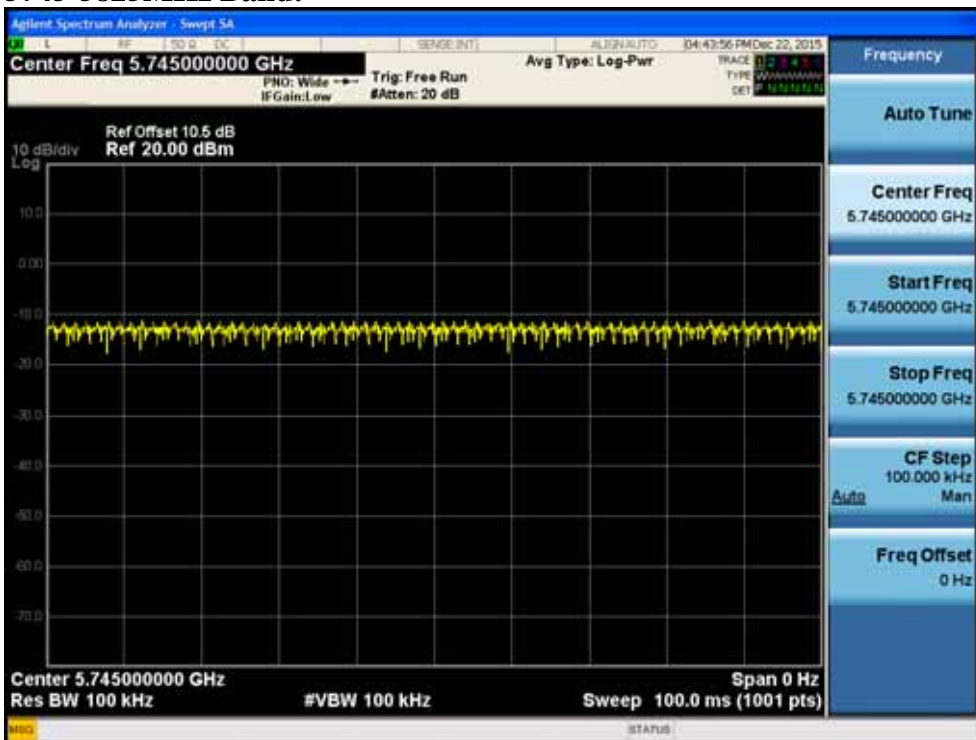 Agilent Spectrum Analyzer - Swept SA
L RF 50 Ω DC SENSE:INT ALIGN AUTO 04:43:56 PM Dec 22, 2015
Center Freq 5.745000000 GHz
PNO: Wide
IFGain:Low
Trig: Free Run
#Atten: 20 dB
Avg Type: Log-Pwr
TRACE 1 2 3 4 5 6
TYPE
DET P N N N N N
Ref Offset 10.5 dB
10 dB/div Ref 20.00 dBm
Log
10.0
0.00
-10.0
-20.0
-30.0
-40.0
-50.0
-60.0
-70.0
Center 5.745000000 GHz Span 0 Hz
Res BW 100 kHz #VBW 100 kHz Sweep 100.0 ms (1001 pts)
MSG STATUS
Frequency
Auto Tune
Center Freq
5.745000000 GHz
Start Freq
5.745000000 GHz
Stop Freq
5.745000000 GHz
CF Step
100.000 kHz
Auto Man
Freq Offset
0 Hz